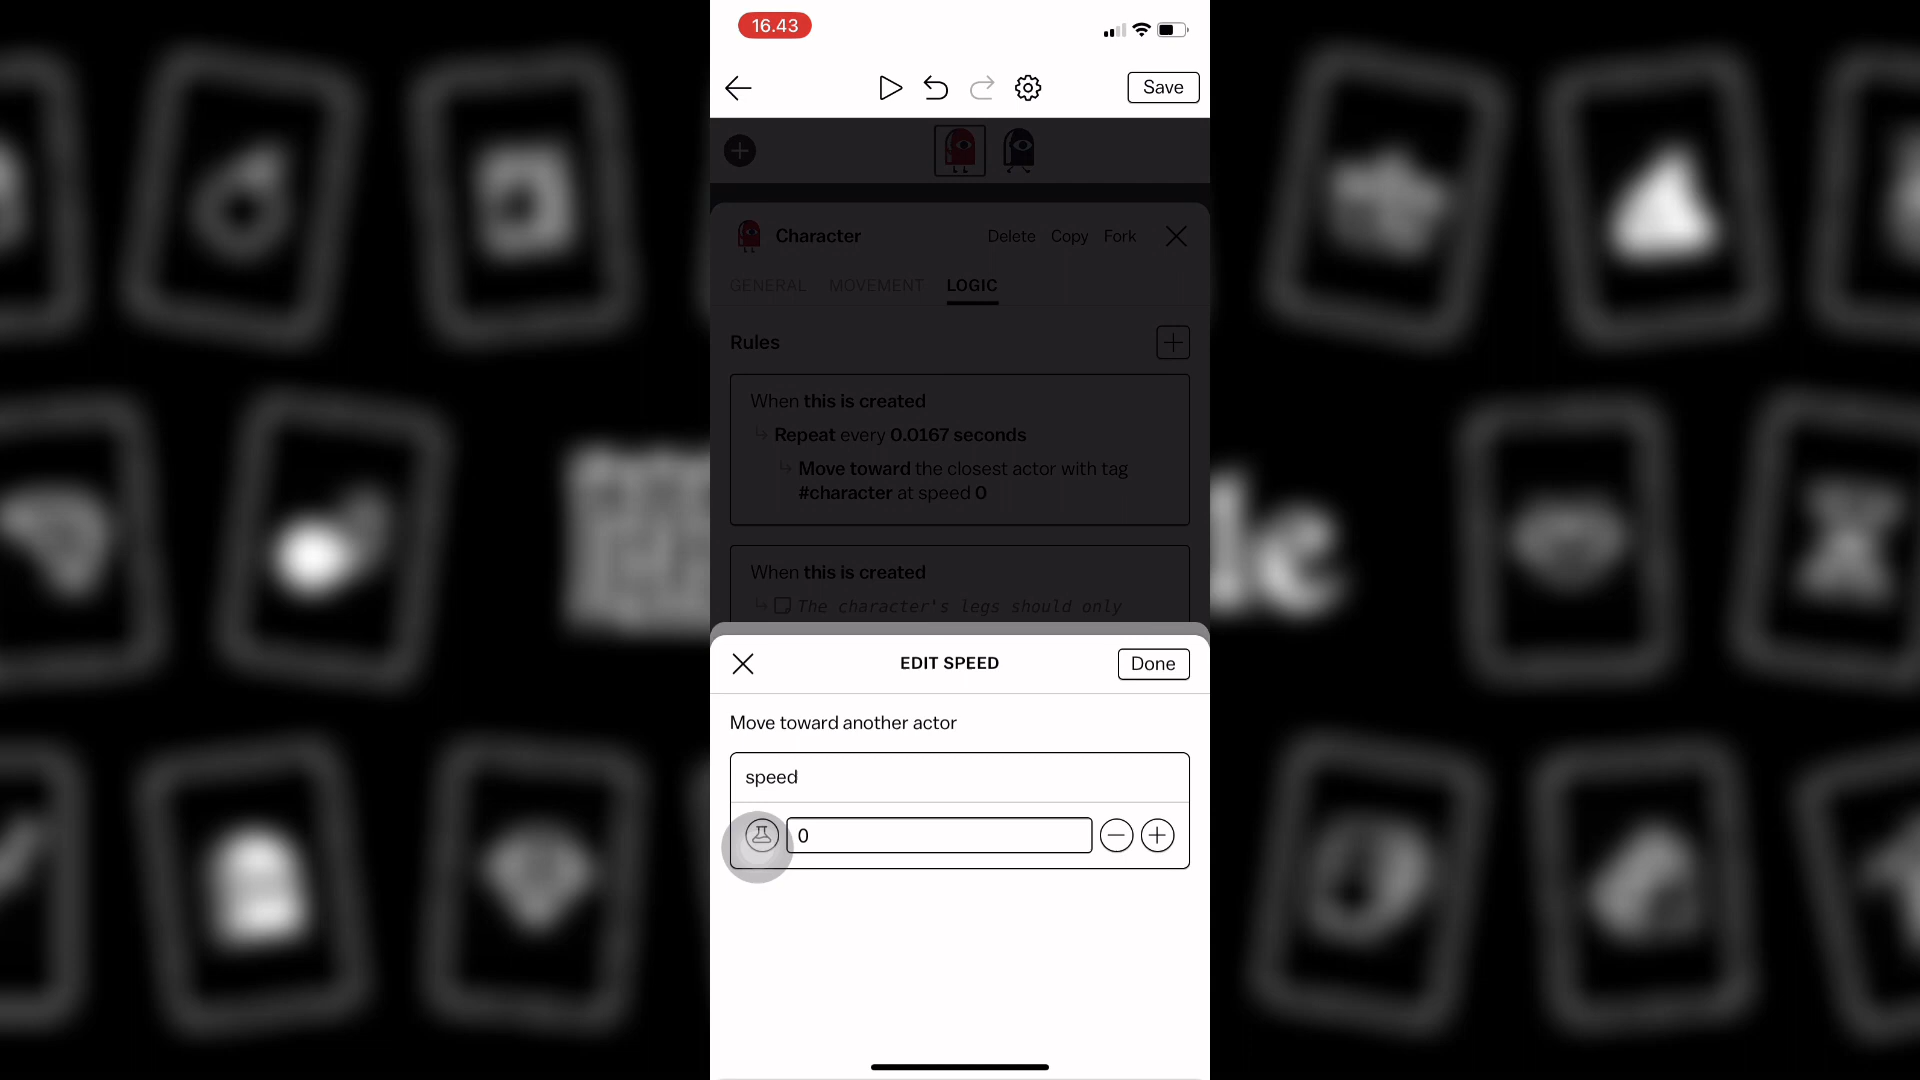 16.43
Save
Character
Delete Copy Fork
GENERAL MOVEMENT LOGIC
Rules
When this is created
Repeat every 0.0167 seconds
Move toward the closest actor with tag
#character at speed 0
When this is created
The character's legs should only
EDIT SPEED
Done
Move toward another actor
speed
0